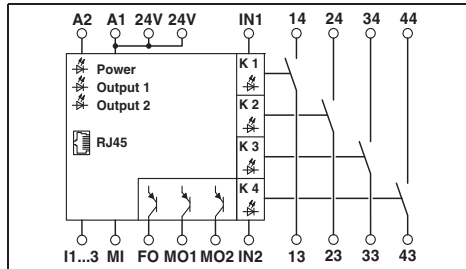 A2 A1 24V 24V IN1 14 24 34 44
Power
Output 1
Output 2
RJ45
K 1
K 2
K 3
K 4
I1...3 MI FO MO1 MO2 IN2 13 23 33 43